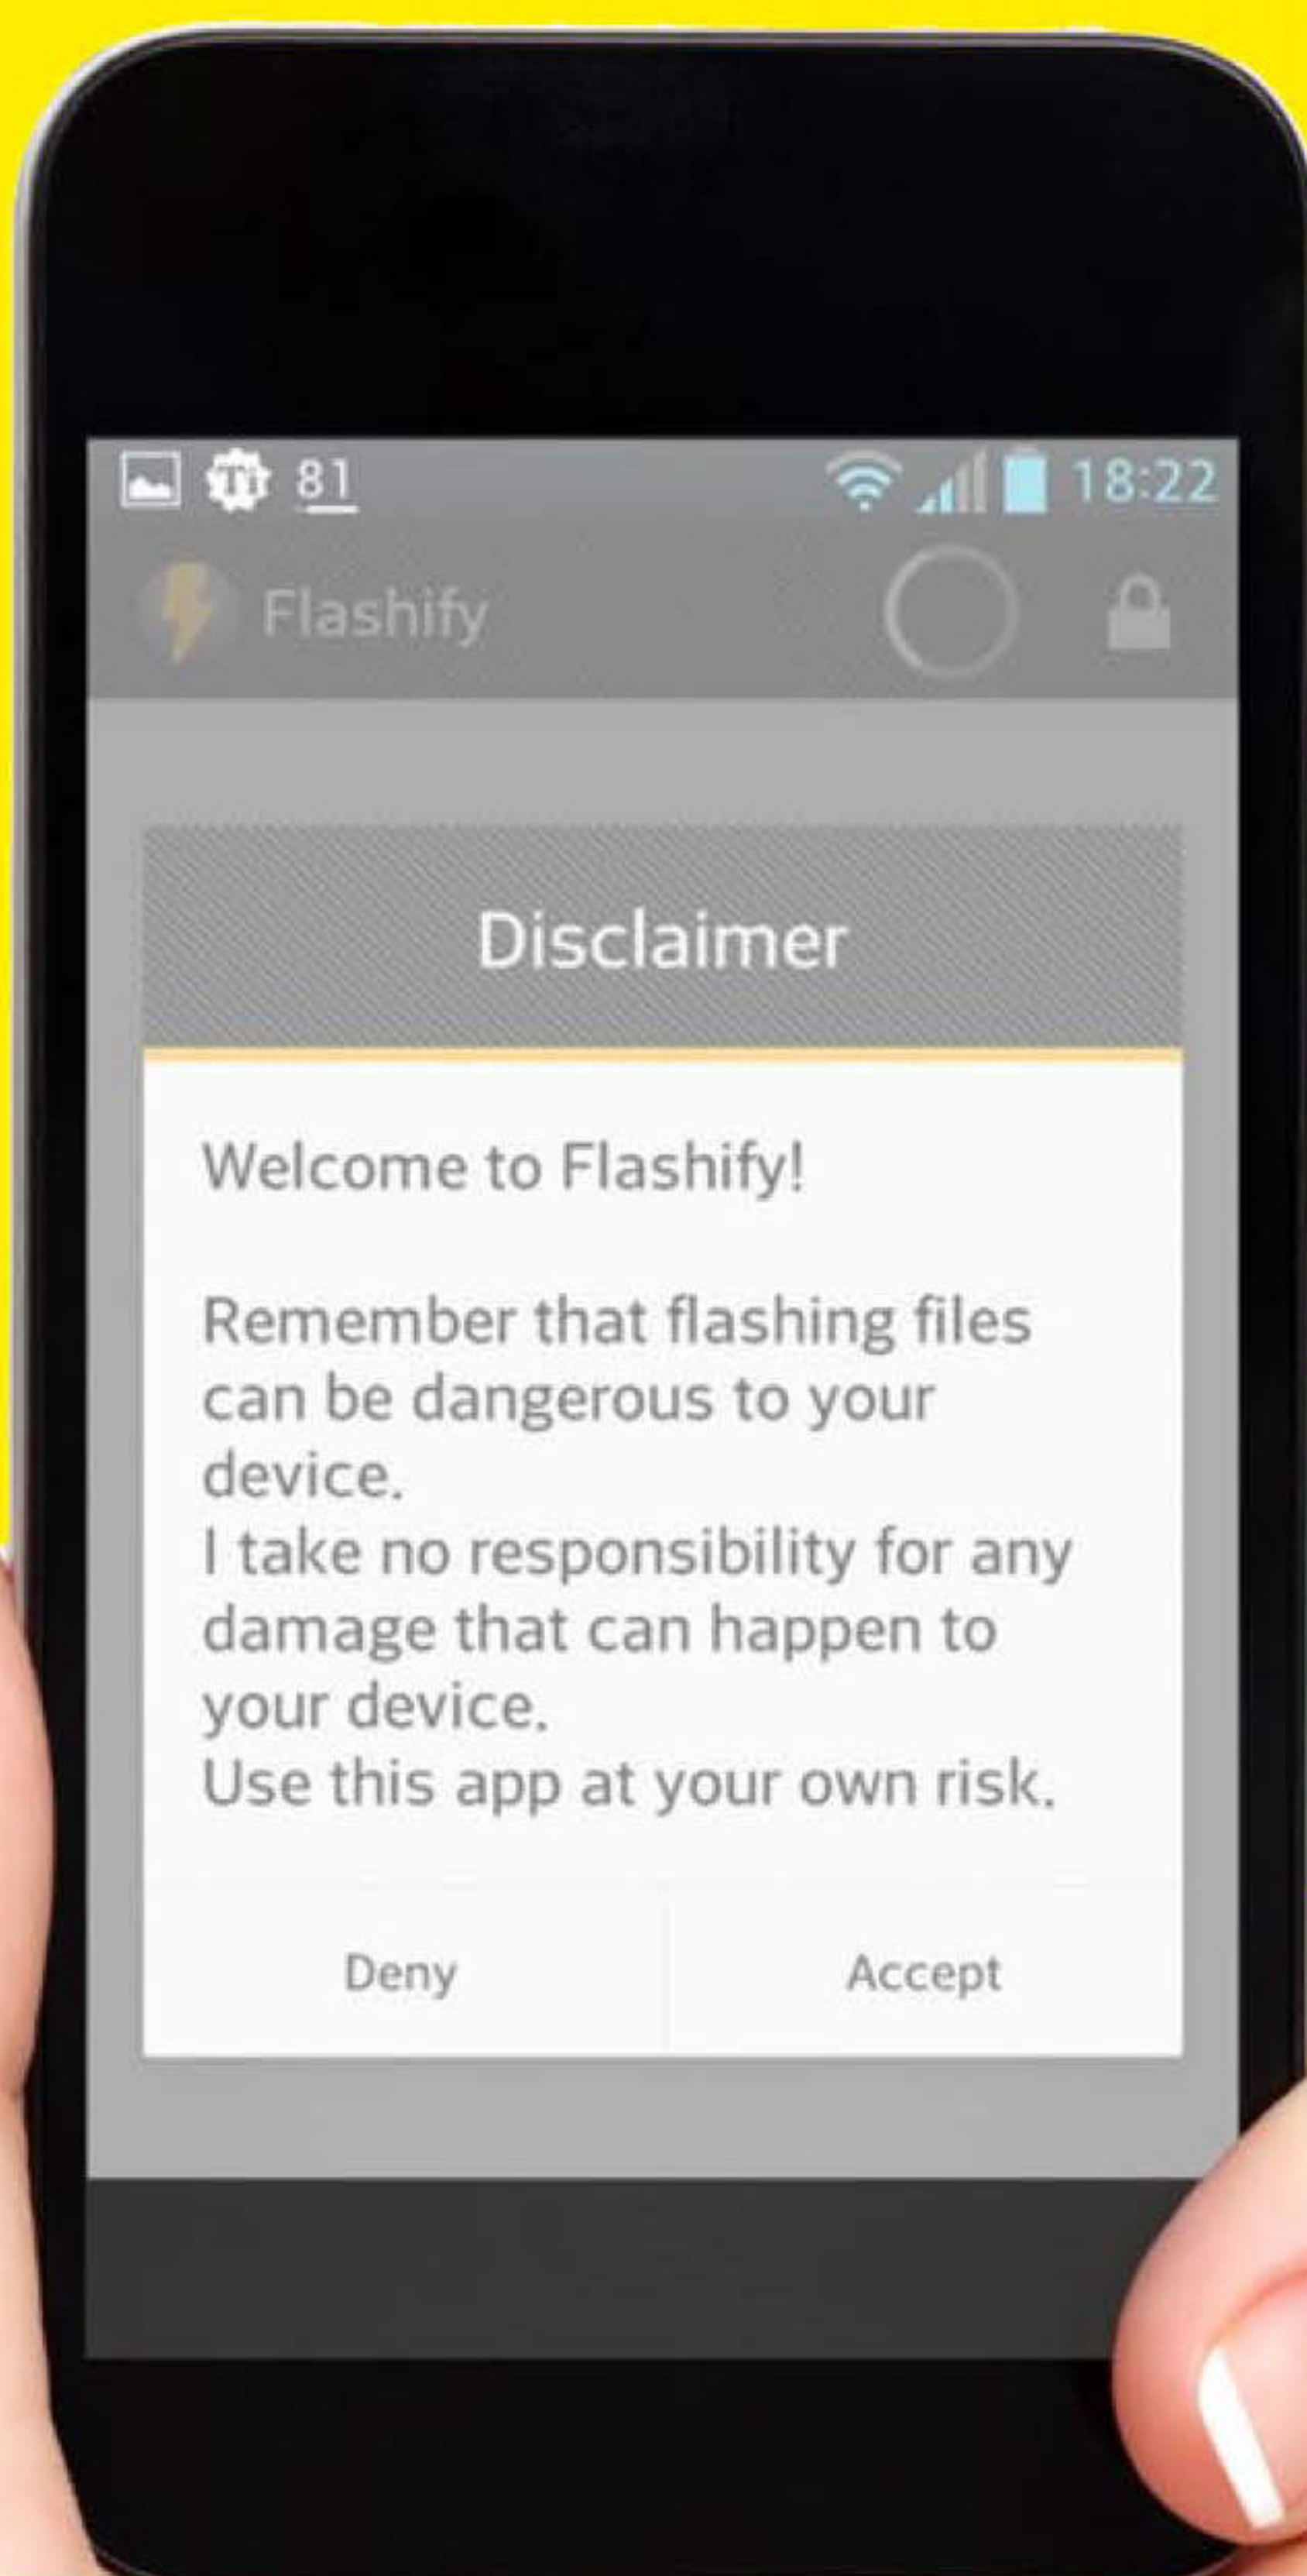 81 18:22
Flashify
Disclaimer
Welcome to Flashify!
Remember that flashing files
can be dangerous to your
device.
I take no responsibility for any
damage that can happen to
your device.
Use this app at your own risk.
Deny Accept